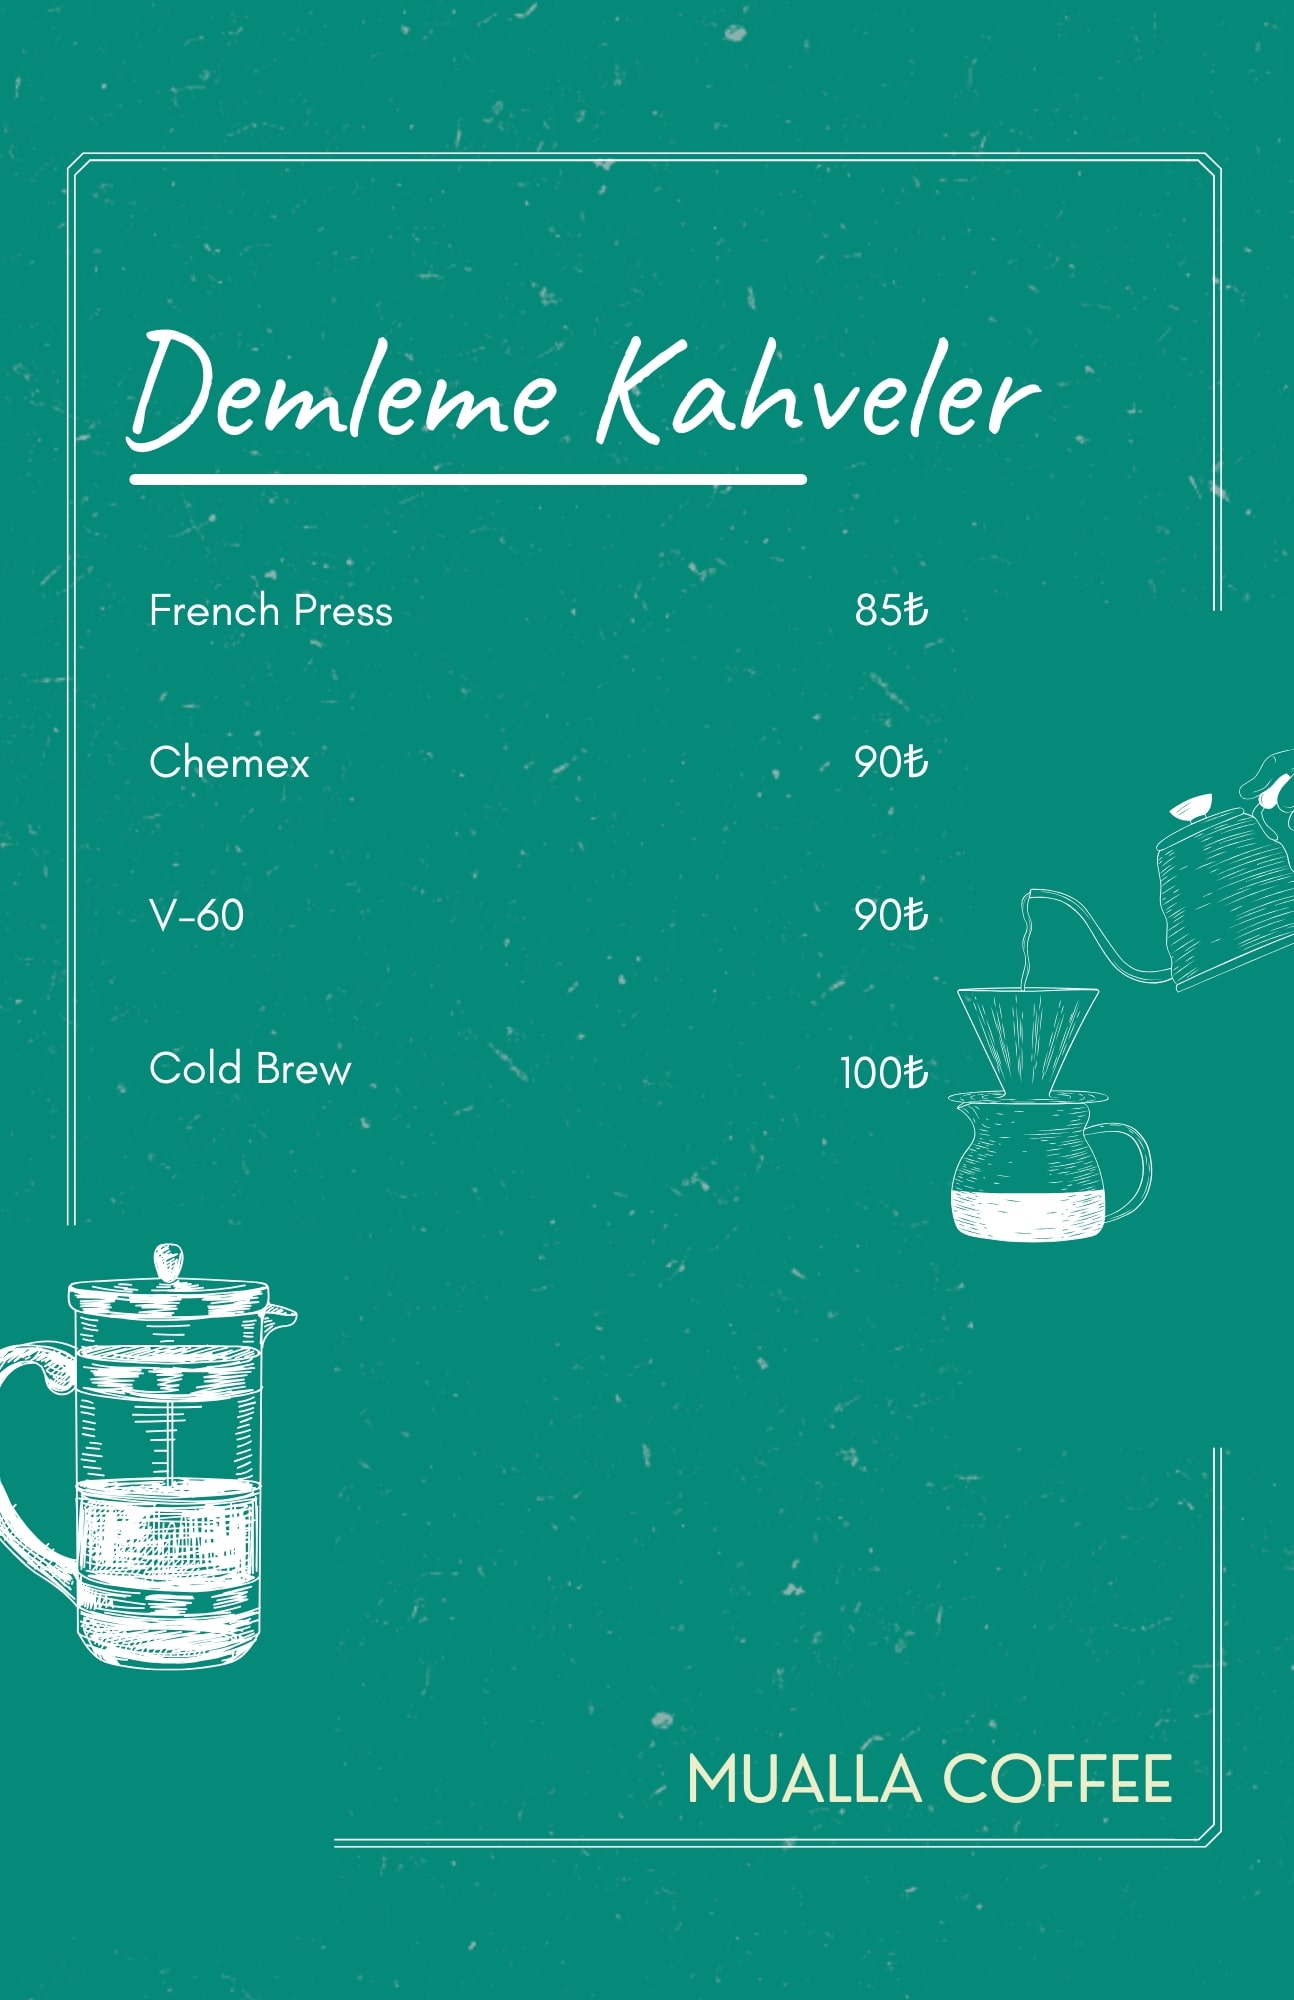 Demleme Kahveler
French Press 85₺
Chemex 90₺
V-60 90₺
Cold Brew 100₺
MUALLA COFFEE